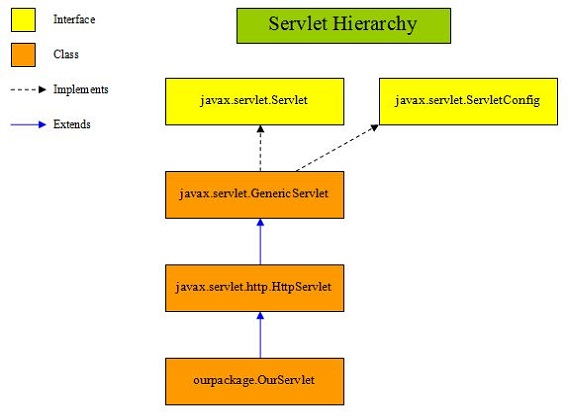 Interface
Servlet Hierarchy
Class
Implements
Extends
javax.servlet.Servlet
javax.servlet.ServletConfig
javax.servlet.GenericServlet
javax.servlet.http.HttpServlet
ourpackage.OurServlet